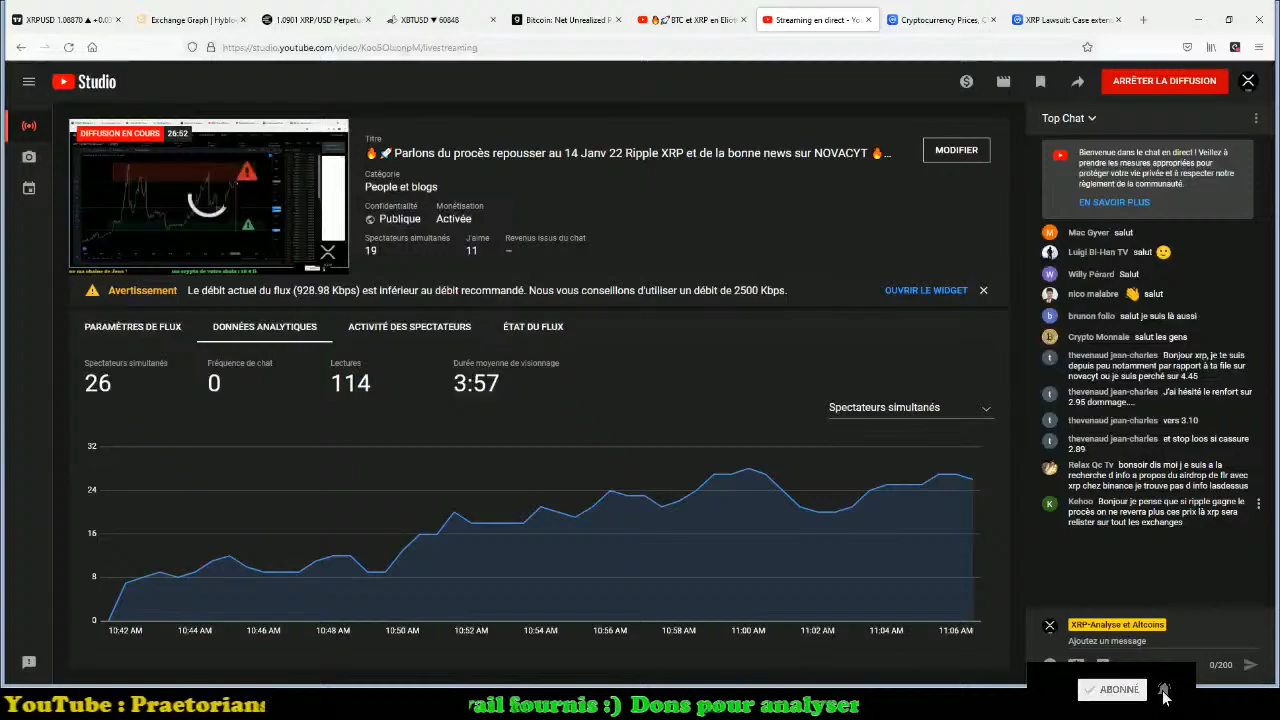 XRPUSD 1.08870 ▲ +0.03
Exchange Graph | Hyblo
1.0901 XRP/USD Perpetu
XBTUSD ▼ 60848
Bitcoin: Net Unrealized P
🔥🚀BTC et XRP en Eliot
Streaming en direct - You
Cryptocurrency Prices, C
XRP Lawsuit: Case exten
https://studio.youtube.com/video/Koo5OlxonpM/livestreaming
Studio
ARRÊTER LA DIFFUSION
DIFFUSION EN COURS 26:52
Titre
🔥🚀 Parlons du procès repousser au 14 Janv 22 Ripple XRP et de la bonne news sur NOVACYT 🔥...
MODIFIER
Catégorie
People et blogs
Confidentialité Monétisation
Publique Activée
Spectateurs simultanés J'aime Revenus issus du chat
19 11 –
Avertissement Le débit actuel du flux (928.98 Kbps) est inférieur au débit recommandé. Nous vous conseillons d'utiliser un débit de 2500 Kbps.
OUVRIR LE WIDGET
PARAMÈTRES DE FLUX DONNÉES ANALYTIQUES ACTIVITÉ DES SPECTATEURS ÉTAT DU FLUX
Spectateurs simultanés Fréquence de chat Lectures Durée moyenne de visionnage
26 0 114 3:57
Spectateurs simultanés
32
24
16
8
0
10:42 AM 10:44 AM 10:46 AM 10:48 AM 10:50 AM 10:52 AM 10:54 AM 10:56 AM 10:58 AM 11:00 AM 11:02 AM 11:04 AM 11:06 AM
Top Chat
Bienvenue dans le chat en direct ! Veillez à
prendre les mesures appropriées pour
protéger votre vie privée et à respecter notre
règlement de la communauté.
EN SAVOIR PLUS
Mac Gyver salut
Luigi Bi-Han TV salut 🙂
Willy Pérard Salut
nico malabre 👋 salut
brunon folio salut je suis là aussi
Crypto Monnaie salut les gens
thevenaud jean-charles Bonjour xrp, je te suis
depuis peu notamment par rapport à ta file sur
novacyt ou je suis perché sur 4.45
thevenaud jean-charles J'ai hésité le renfort sur
2.95 dommage....
thevenaud jean-charles vers 3.10
thevenaud jean-charles et stop loos si cassure
2.89
Relax Qc Tv bonsoir dis moi j e suis a la
recherche d info a propos du airdrop de flr avec
xrp chez binance je trouve pas d info lasdessus
Kehoo Bonjour je pense que si ripple gagne le
procès on ne reverra plus ces prix là xrp sera
relister sur tout les exchanges
XRP-Analyse et Altcoins
Ajoutez un message
0/200
ABONNÉ
YouTube : Praetorians
rail fournis :) Dons pour analyser